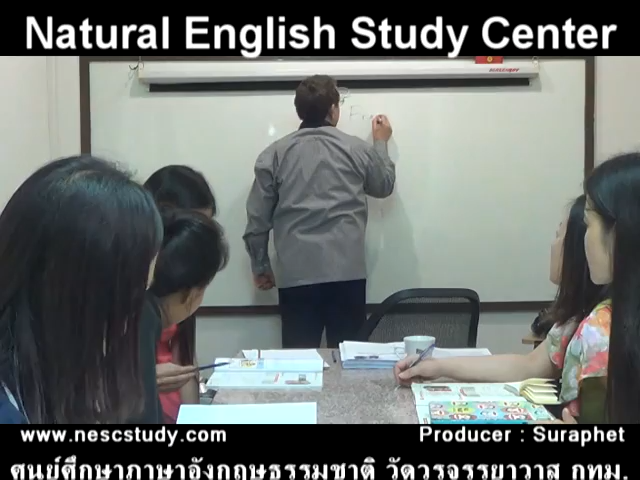 Natural English Study Center
www.nescstudy.com
Producer : Suraphet
ศูนย์ศึกษาภาษาอังกฤษธรรมชาติ วัดวรจรรยาวาส กทม.